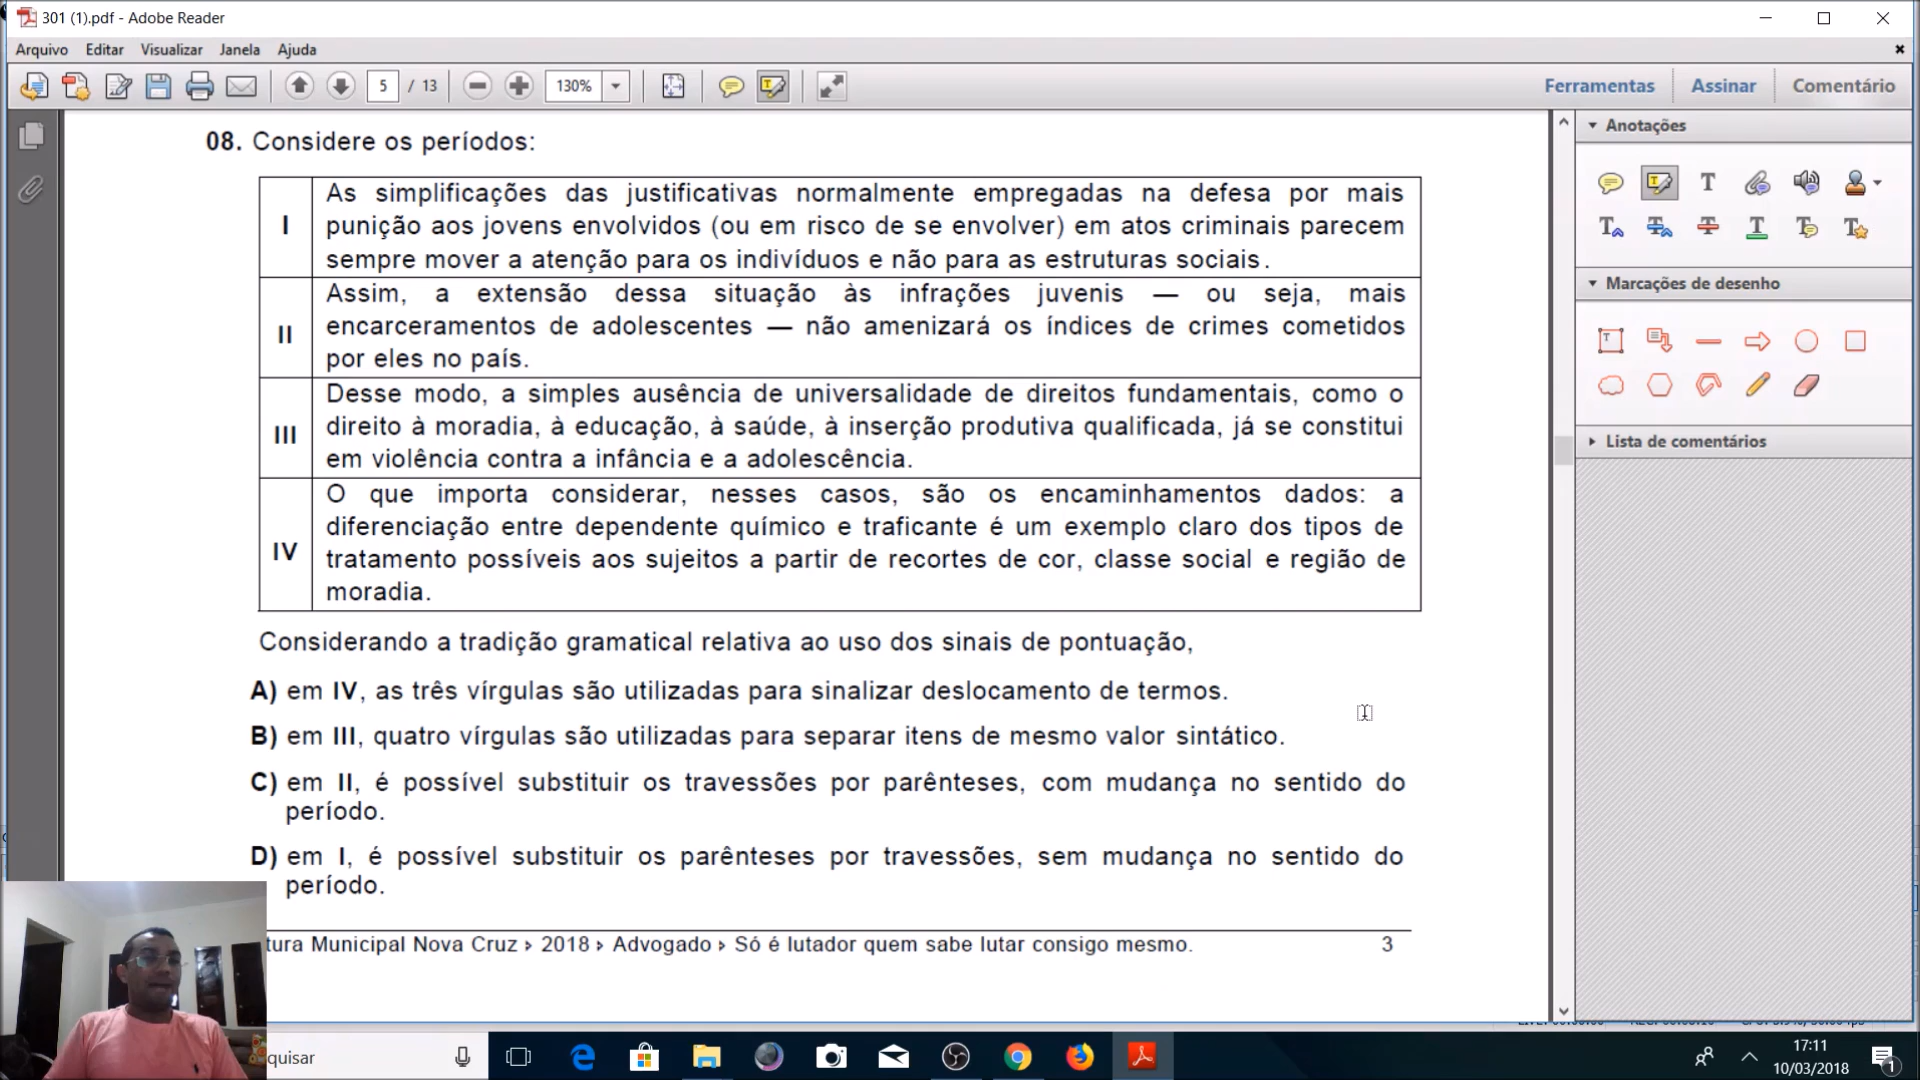 301 (1).pdf - Adobe Reader
Arquivo Editar Visualizar Janela Ajuda
5 / 13 130% Ferramentas Assinar Comentário
Anotações
Marcações de desenho
Lista de comentários
08. Considere os períodos:
I
As simplificações das justificativas normalmente empregadas na defesa por mais
punição aos jovens envolvidos (ou em risco de se envolver) em atos criminais parecem
sempre mover a atenção para os indivíduos e não para as estruturas sociais.
II
Assim, a extensão dessa situação às infrações juvenis — ou seja, mais
encarceramentos de adolescentes — não amenizará os índices de crimes cometidos
por eles no país.
III
Desse modo, a simples ausência de universalidade de direitos fundamentais, como o
direito à moradia, à educação, à saúde, à inserção produtiva qualificada, já se constitui
em violência contra a infância e a adolescência.
IV
O que importa considerar, nesses casos, são os encaminhamentos dados: a
diferenciação entre dependente químico e traficante é um exemplo claro dos tipos de
tratamento possíveis aos sujeitos a partir de recortes de cor, classe social e região de
moradia.
Considerando a tradição gramatical relativa ao uso dos sinais de pontuação,
A) em IV, as três vírgulas são utilizadas para sinalizar deslocamento de termos.
B) em III, quatro vírgulas são utilizadas para separar itens de mesmo valor sintático.
C) em II, é possível substituir os travessões por parênteses, com mudança no sentido do
período.
D) em I, é possível substituir os parênteses por travessões, sem mudança no sentido do
período.
tura Municipal Nova Cruz › 2018 › Advogado › Só é lutador quem sabe lutar consigo mesmo. 3
quisar
17:11
10/03/2018
1